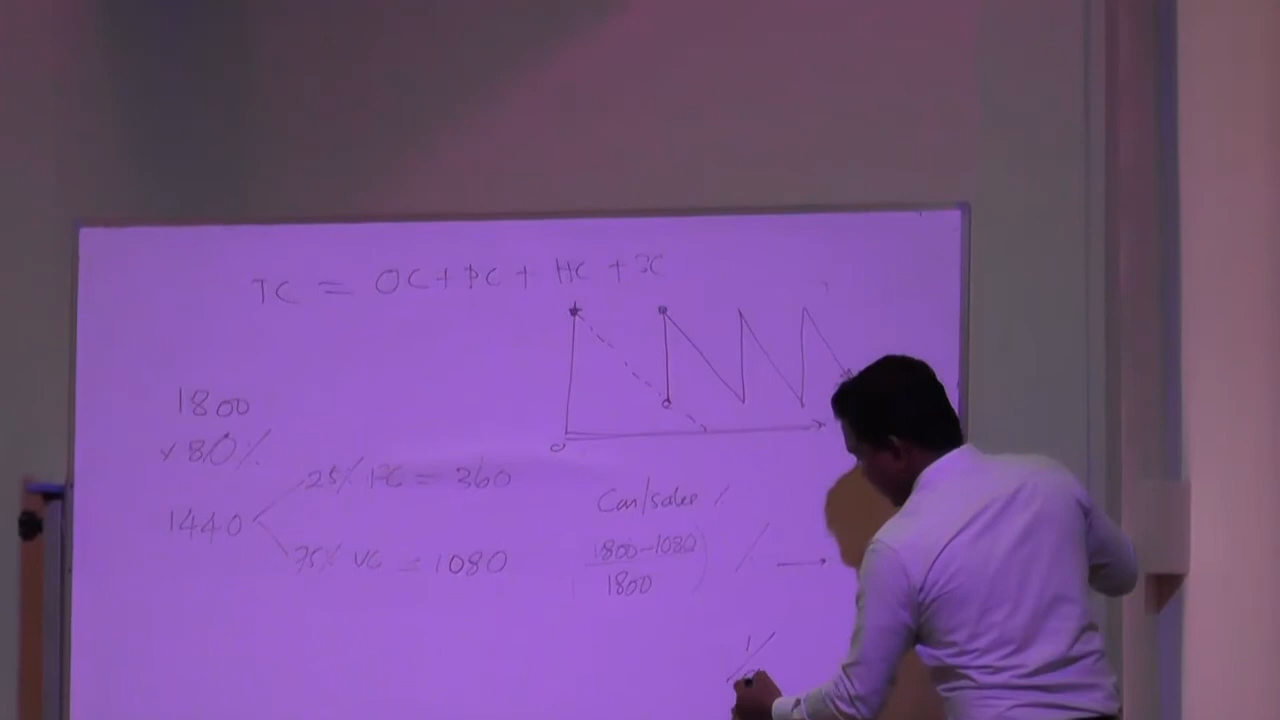 TC = OC + PC + HC + SC
1800
× 80%
1440
25% FC = 360
75% VC = 1080
Con/sales %
1800-1080
1800
%
0